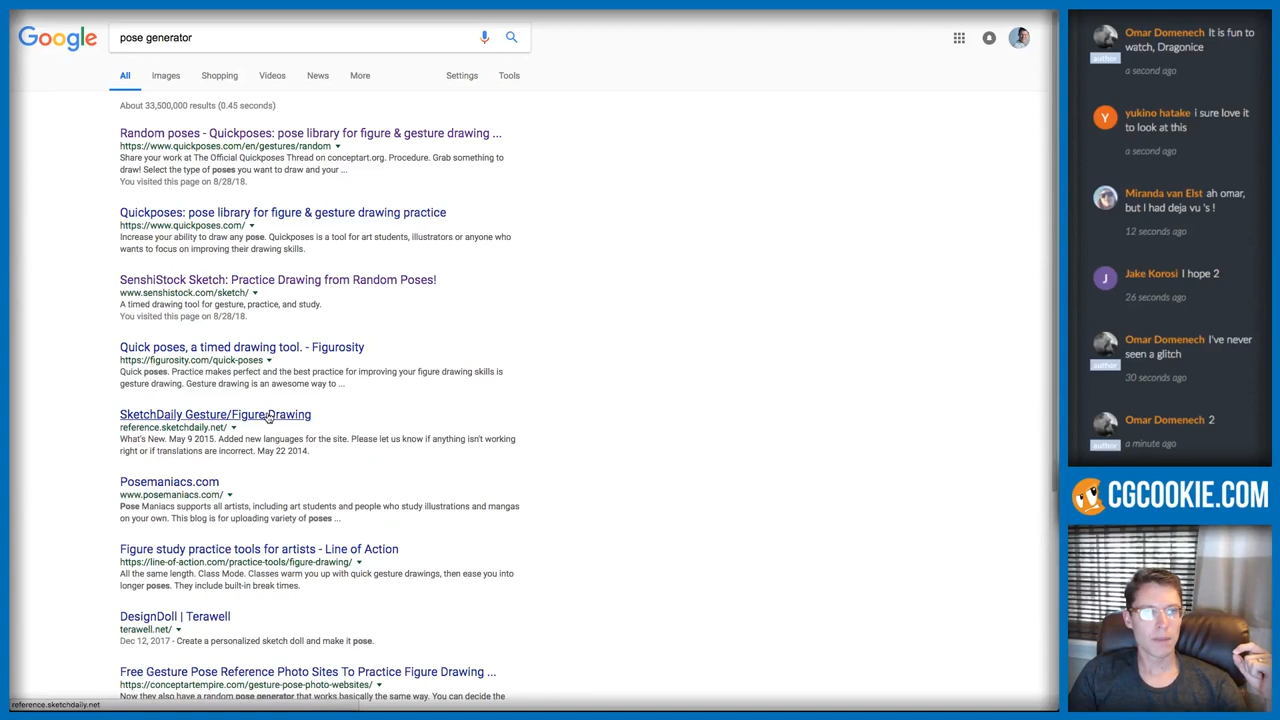 Google
pose generator
All Images Shopping Videos News More Settings Tools
About 33,500,000 results (0.45 seconds)
Random poses - Quickposes: pose library for figure & gesture drawing ...
https://www.quickposes.com/en/gestures/random
Share your work at The Official Quickposes Thread on conceptart.org. Procedure. Grab something to
draw! Select the type of poses you want to draw and your ...
You visited this page on 8/28/18.
Quickposes: pose library for figure & gesture drawing practice
https://www.quickposes.com/
Increase your ability to draw any pose. Quickposes is a tool for art students, illustrators or anyone who
wants to focus on improving their drawing skills.
SenshiStock Sketch: Practice Drawing from Random Poses!
www.senshistock.com/sketch/
A timed drawing tool for gesture, practice, and study.
You visited this page on 8/28/18.
Quick poses, a timed drawing tool. - Figurosity
https://figurosity.com/quick-poses
Quick poses. Practice makes perfect and the best practice for improving your figure drawing skills is
gesture drawing. Gesture drawing is an awesome way to ...
SketchDaily Gesture/Figure Drawing
reference.sketchdaily.net/
What's New. May 9 2015. Added new languages for the site. Please let us know if anything isn't working
right or if translations are incorrect. May 22 2014.
Posemaniacs.com
www.posemaniacs.com/
Pose Maniacs supports all artists, including art students and people who study illustrations and mangas
on your own. This blog is for uploading variety of poses ...
Figure study practice tools for artists - Line of Action
https://line-of-action.com/practice-tools/figure-drawing/
All the same length. Class Mode. Classes warm you up with quick gesture drawings, then ease you into
longer poses. They include built-in break times.
DesignDoll | Terawell
terawell.net/
Dec 12, 2017 - Create a personalized sketch doll and make it pose.
Free Gesture Pose Reference Photo Sites To Practice Figure Drawing ...
https://conceptartempire.com/gesture-pose-photo-websites/
Now they also have a random pose generator that works basically the same way. You can decide the
reference.sketchdaily.net
Omar Domenech It is fun to
watch, Dragonice
author
a second ago
yukino hatake i sure love it
to look at this
a second ago
Miranda van Elst ah omar,
but I had deja vu 's !
12 seconds ago
J
Jake Korosi I hope 2
26 seconds ago
Omar Domenech I've never
seen a glitch
author
30 seconds ago
Omar Domenech 2
author
a minute ago
CGCOOKIE.COM